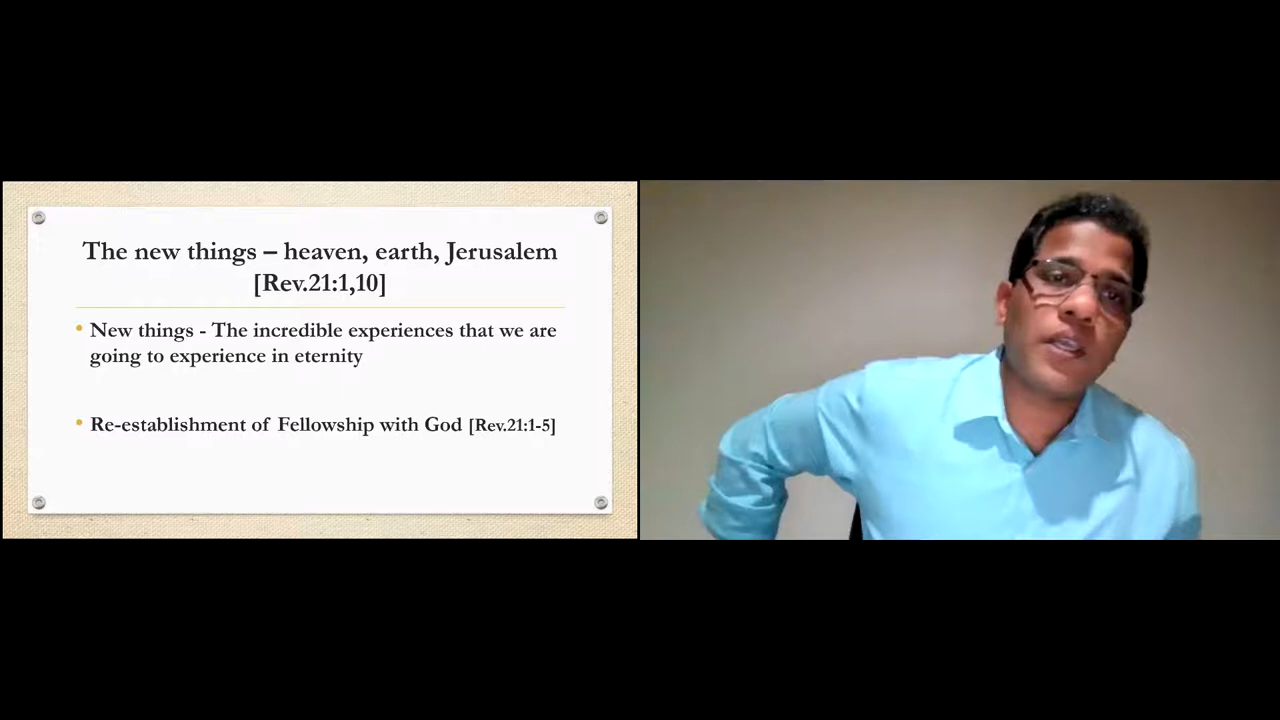 The new things – heaven, earth, Jerusalem
[Rev.21:1,10]
• New things - The incredible experiences that we are
going to experience in eternity
• Re-establishment of Fellowship with God [Rev.21:1-5]